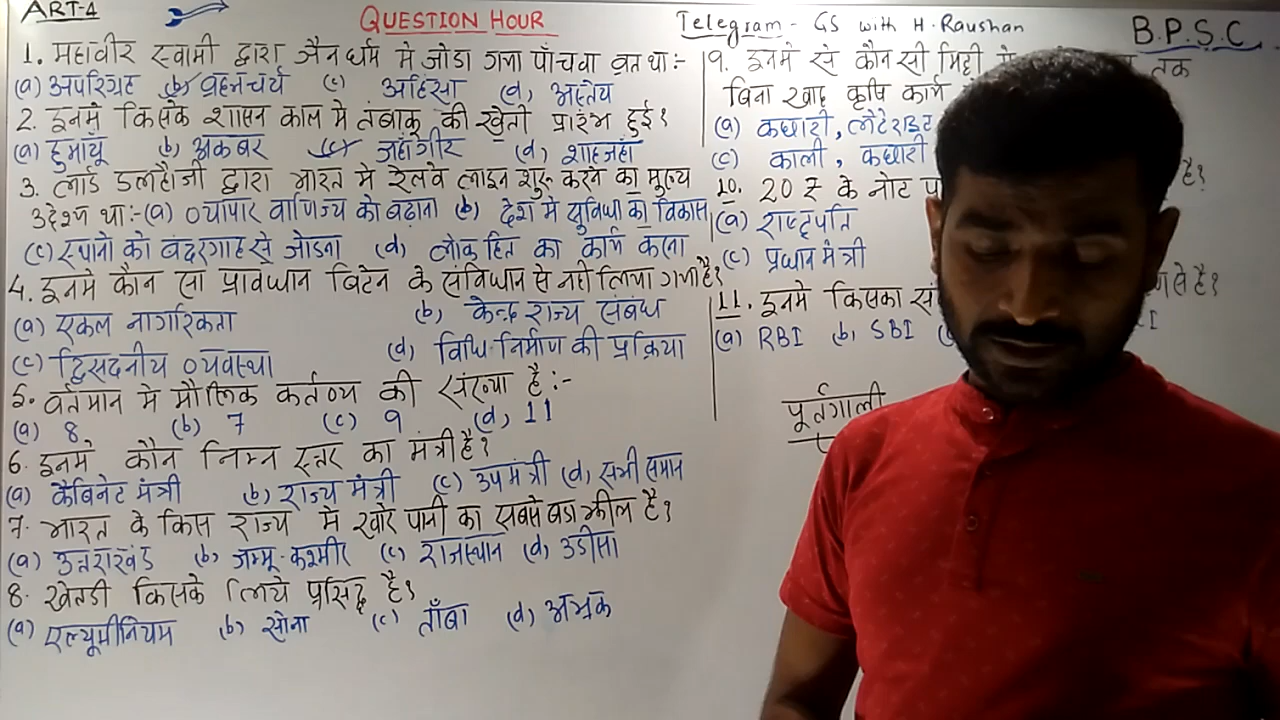 ART-4
QUESTION HOUR
Telegram - GS with H. Raushan
B.P.S.C
1. महावीर स्वामी द्वारा जैन धर्म मे जोडा गया पाँचवा व्रत था:-
(a) अपरिग्रह (b) ब्रह्मचर्य (c) अहिंसा (d) अस्तेय
2. इनमे किसके शासन काल मे तंबाकू की खेती प्रारंभ हुई?
(a) हुमायूं (b) अकबर (c) जहांगीर (d) शाहजहां
3. लार्ड डलहौजी द्वारा भारत मे रेलवे लाइन शुरू करने का मुख्य
उदेश्य था:- (a) व्यापार वाणिज्य को बढाना (b) देश मे सुविधा का विकास
(c) स्थानो को बंदरगाह से जोडना (d) लोक हित का कार्य करना
4. इनमे कौन सा प्रावधान ब्रिटेन के संविधान से नही लिया गया है?
(a) एकल नागरिकता (b) केन्द्र राज्य संबंध
(c) द्विसदनीय व्यवस्था (d) विधि निर्माण की प्रक्रिया
5. वर्तमान मे मौलिक कर्तव्य की संख्या है:-
(a) 8 (b) 7 (c) 9 (d) 11
6. इनमे कौन निम्न स्तर का मंत्री है?
(a) कैबिनेट मंत्री (b) राज्य मंत्री (c) उपमंत्री (d) सभी समान
7. भारत के किस राज्य मे खारे पानी का सबसे बडा झील है?
(a) उत्तराखंड (b) जम्मू-कश्मीर (c) राजस्थान (d) उडीसा
8. खेतडी किसके लिये प्रसिद्ध है?
(a) एल्यूमीनियम (b) सोना (c) ताँबा (d) अभ्रक
9. इनमे से कौन सी मिट्टी मे तक
बिना खाद कृषि कार्य
(a) कछारी, लेटेराइट
(c) काली, कछारी
10. 20 ₹ के नोट प है?
(a) राष्ट्रपति
(c) प्रधान मंत्री
11. इनमे किसका सं से है?
(a) RBI (b) SBI
पूर्तगाली